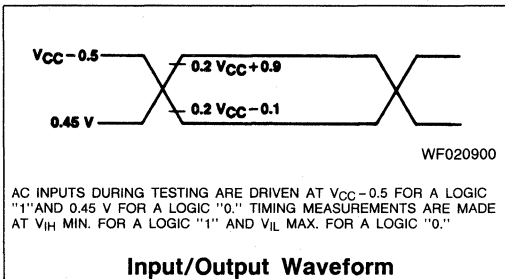 VCC−0.5
0.2 VCC+0.9
0.2 VCC−0.1
0.45 V
WF020900
AC INPUTS DURING TESTING ARE DRIVEN AT VCC−0.5 FOR A LOGIC
"1"AND 0.45 V FOR A LOGIC "0." TIMING MEASUREMENTS ARE MADE
AT VIH MIN. FOR A LOGIC "1" AND VIL MAX. FOR A LOGIC "0."
Input/Output Waveform